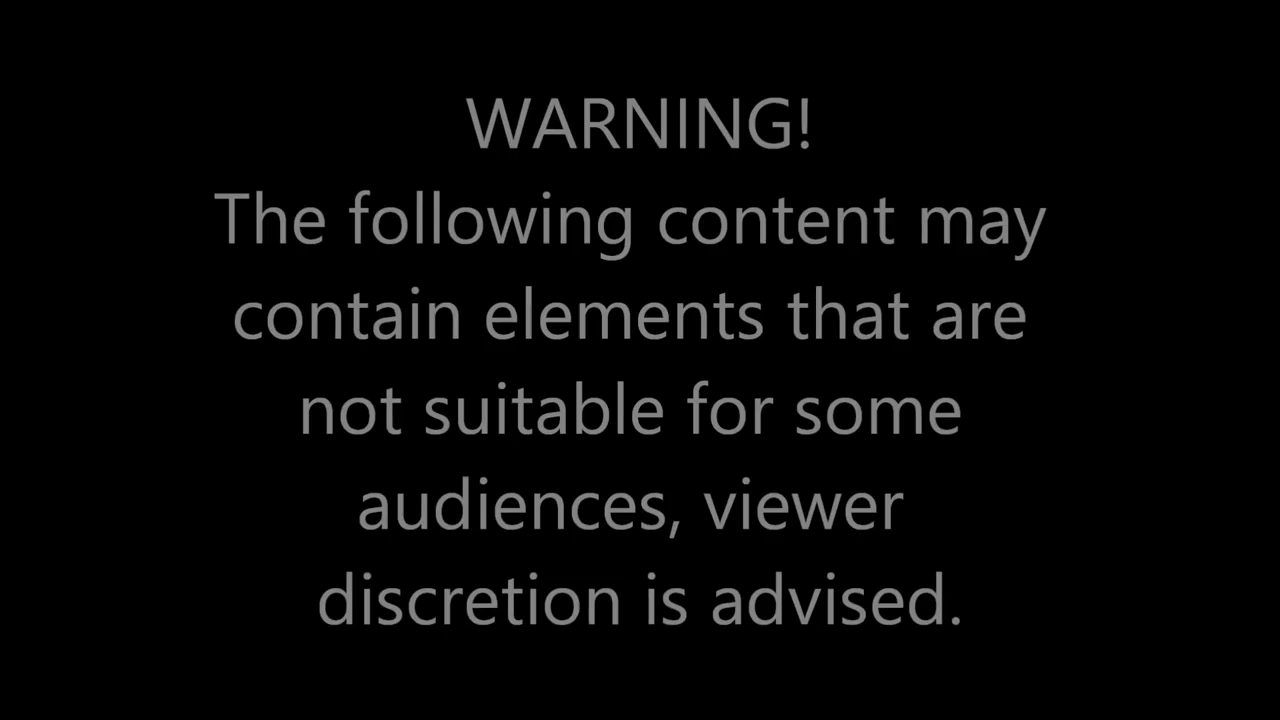 WARNING!
The following content may
contain elements that are
not suitable for some
audiences, viewer
discretion is advised.